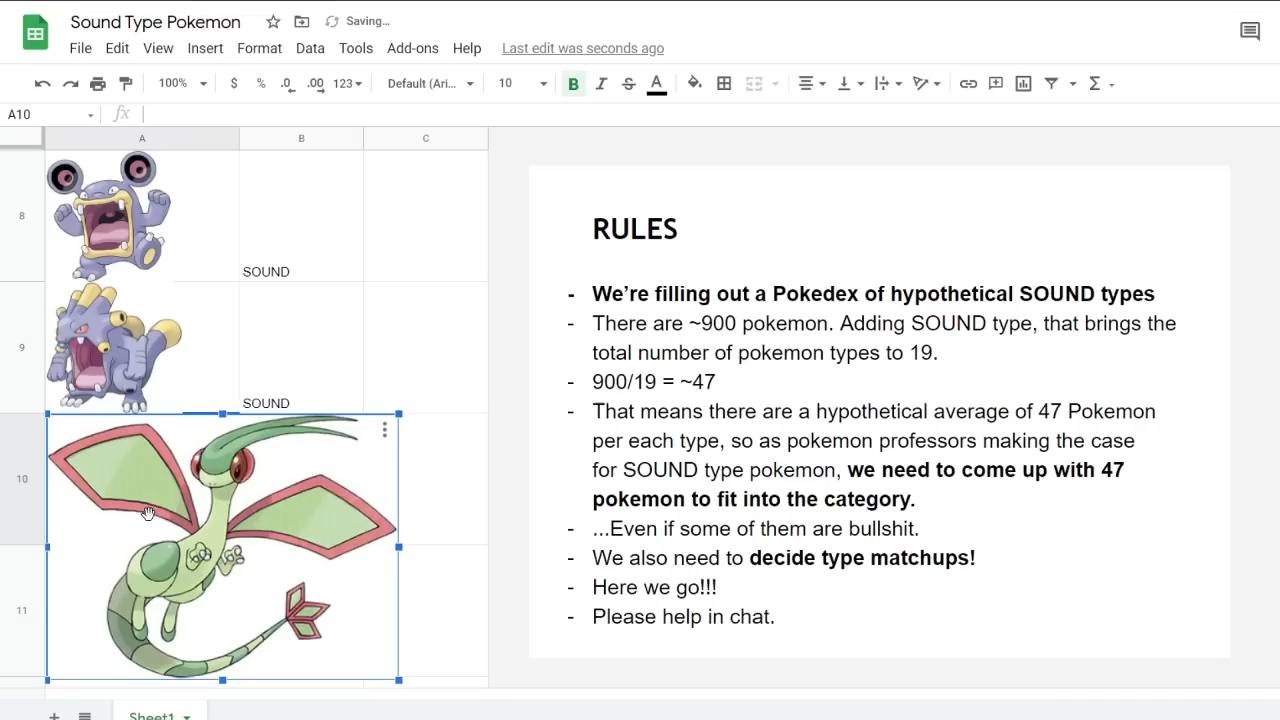 Sound Type Pokemon Saving...
File Edit View Insert Format Data Tools Add-ons Help Last edit was seconds ago
100% $ % .0 .00 123 Default (Ari... 10 B I S A Σ
A10 fx
A B C
8 SOUND
9 SOUND
10
11
RULES
- We're filling out a Pokedex of hypothetical SOUND types
- There are ~900 pokemon. Adding SOUND type, that brings the
total number of pokemon types to 19.
- 900/19 = ~47
- That means there are a hypothetical average of 47 Pokemon
per each type, so as pokemon professors making the case
for SOUND type pokemon, we need to come up with 47
pokemon to fit into the category.
- ...Even if some of them are bullshit.
- We also need to decide type matchups!
- Here we go!!!
- Please help in chat.
+ Sheet1